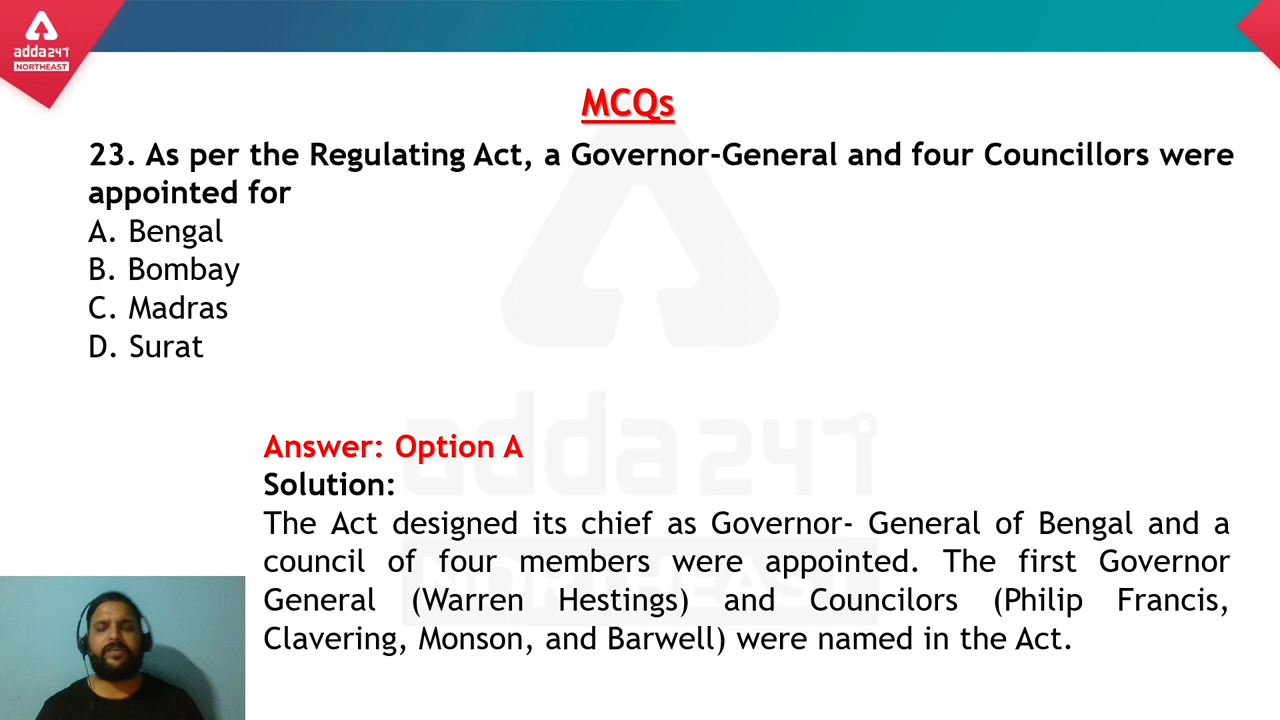 adda247
NORTHEAST
MCQs
23. As per the Regulating Act, a Governor-General and four Councillors were
appointed for
A. Bengal
B. Bombay
C. Madras
D. Surat
adda247
NORTHEAST
Answer: Option A
Solution:
The Act designed its chief as Governor- General of Bengal and a
council of four members were appointed. The first Governor
General (Warren Hestings) and Councilors (Philip Francis,
Clavering, Monson, and Barwell) were named in the Act.